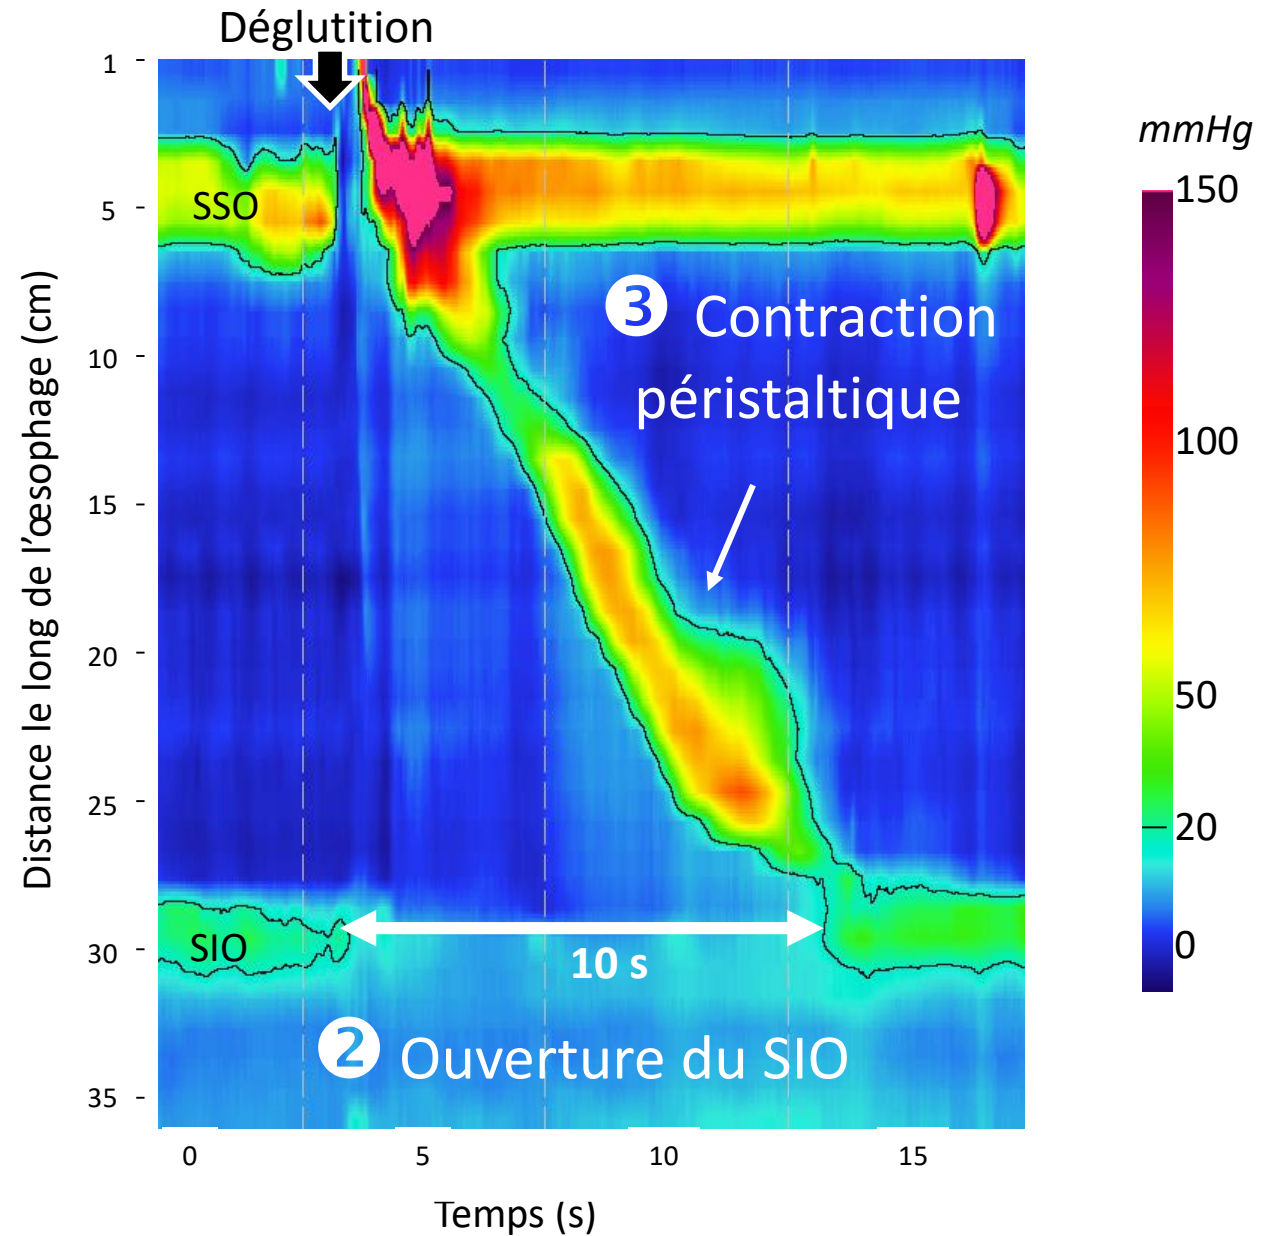 Déglutition
mmHg
1
5
10
15
20
25
30
35
Distance le long de l’œsophage (cm)
SSO
❸ Contraction
péristaltique
SIO
10 s
❷ Ouverture du SIO
150
100
50
20
0
0 5 10 15
Temps (s)